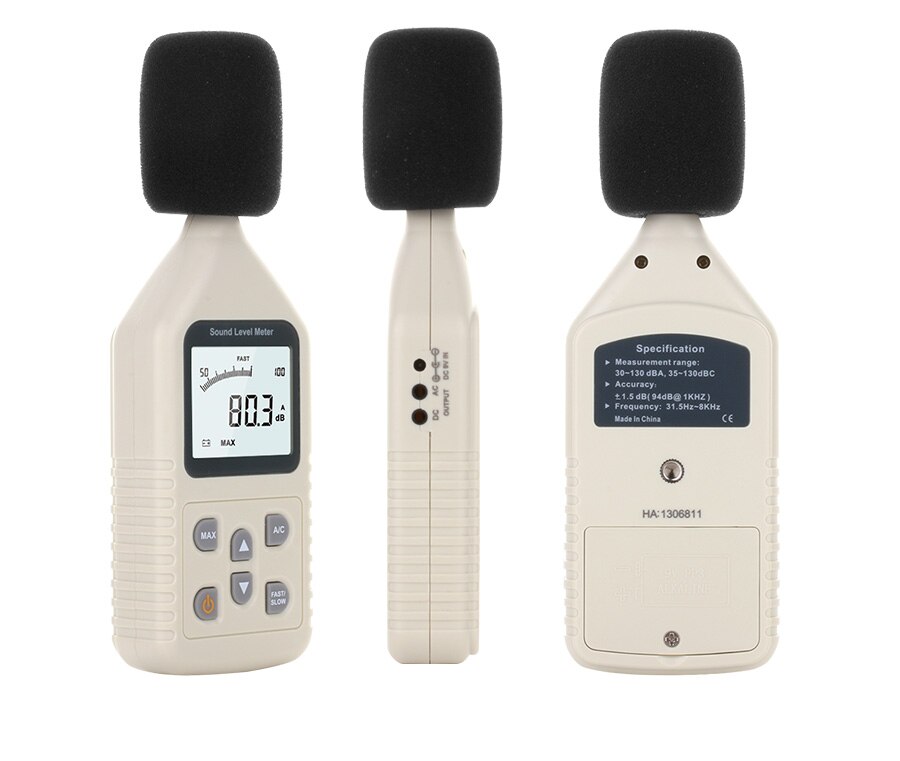 Sound Level Meter
FAST
50 100
80.3 A dB
MAX
MAX
A/C
▲
▼
FAST/
SLOW
DC 9V IN
AC
DC
OUTPUT
Specification
▶ Measurement range:
30~130 dBA, 35~130dBC
▶ Accuracy:
±1.5 dB( 94dB@ 1KHZ )
▶ Frequency: 31.5Hz~8KHz
Made In China CE
HA:1306811